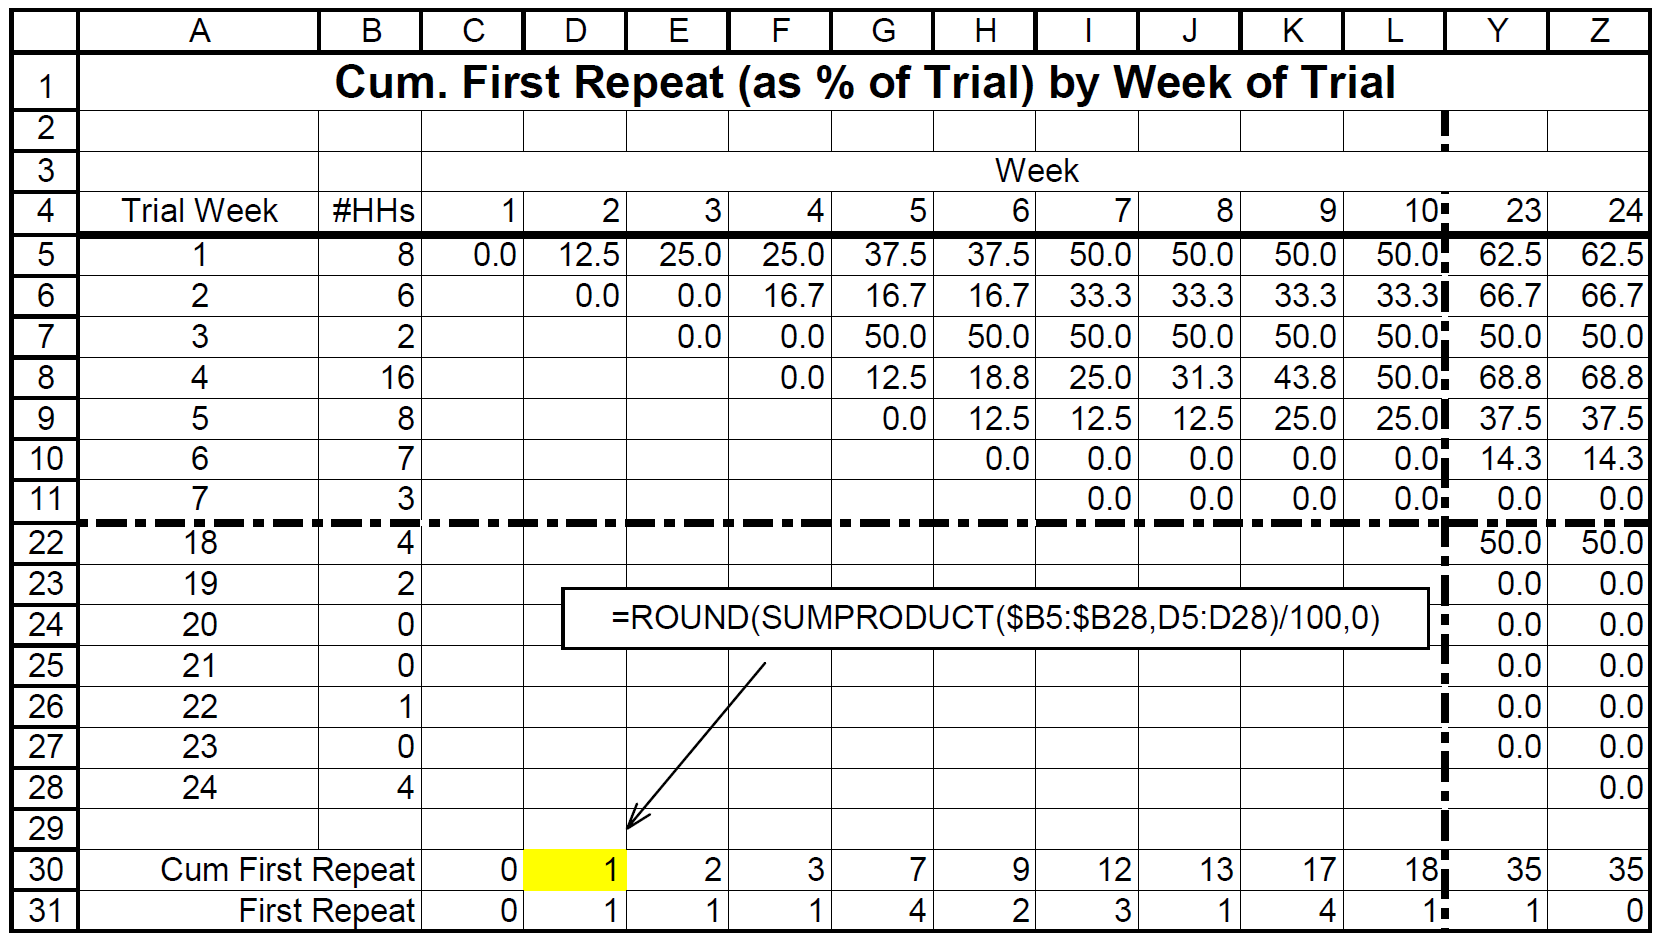 A B C D E F G H I J K L Y Z
1 Cum. First Repeat (as % of Trial) by Week of Trial
2
3 Week
4 Trial Week #HHs 1 2 3 4 5 6 7 8 9 10 23 24
5 1 8 0.0 12.5 25.0 25.0 37.5 37.5 50.0 50.0 50.0 50.0 62.5 62.5
6 2 6 0.0 0.0 16.7 16.7 16.7 33.3 33.3 33.3 33.3 66.7 66.7
7 3 2 0.0 0.0 50.0 50.0 50.0 50.0 50.0 50.0 50.0 50.0
8 4 16 0.0 12.5 18.8 25.0 31.3 43.8 50.0 68.8 68.8
9 5 8 0.0 12.5 12.5 12.5 25.0 25.0 37.5 37.5
10 6 7 0.0 0.0 0.0 0.0 0.0 14.3 14.3
11 7 3 0.0 0.0 0.0 0.0 0.0 0.0
22 18 4 50.0 50.0
23 19 2 0.0 0.0
=ROUND(SUMPRODUCT($B5:$B28,D5:D28)/100,0)
24 20 0 0.0 0.0
25 21 0 0.0 0.0
26 22 1 0.0 0.0
27 23 0 0.0 0.0
28 24 4 0.0
29
30 Cum First Repeat 0 1 2 3 7 9 12 13 17 18 35 35
31 First Repeat 0 1 1 1 4 2 3 1 4 1 1 0